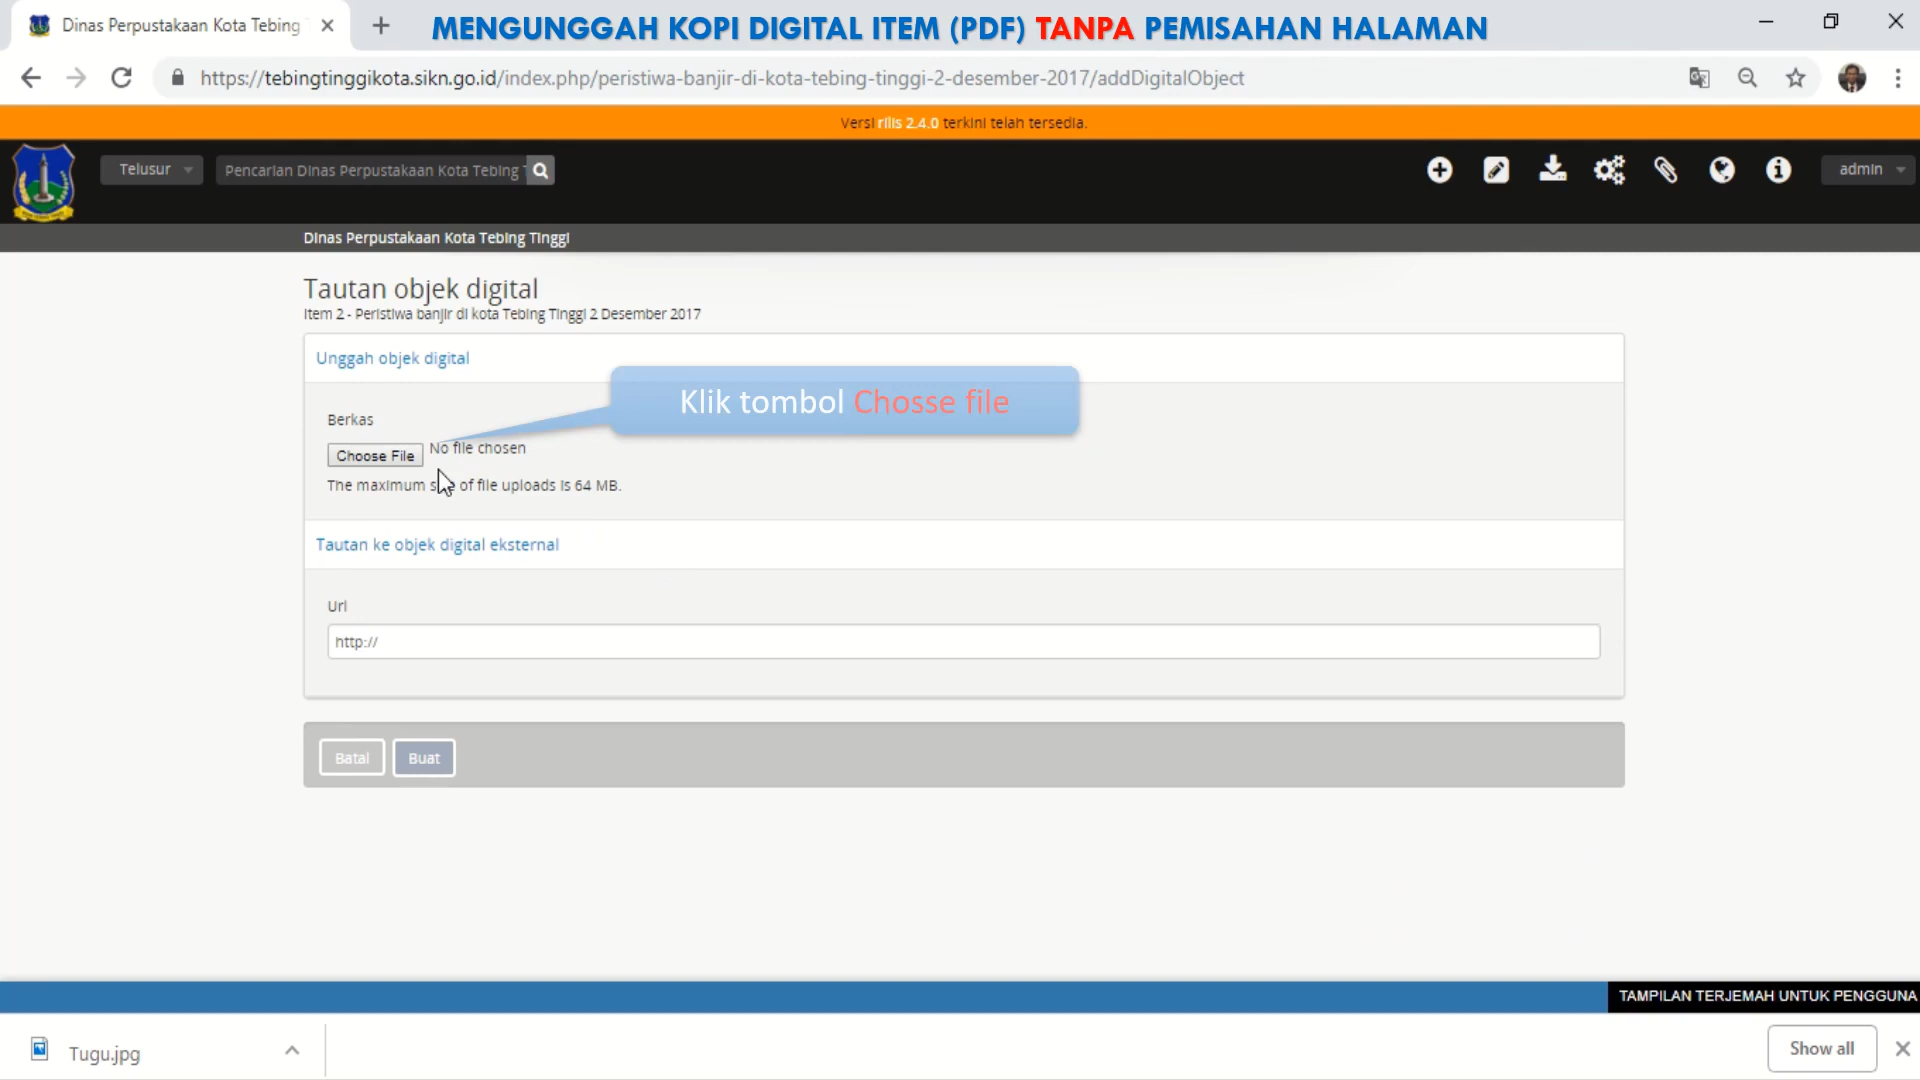 Dinas Perpustakaan Kota Tebing
MENGUNGGAH KOPI DIGITAL ITEM (PDF) TANPA PEMISAHAN HALAMAN
https://tebingtinggikota.sikn.go.id/index.php/peristiwa-banjir-di-kota-tebing-tinggi-2-desember-2017/addDigitalObject
Versi rilis 2.4.0 terkini telah tersedia.
Telusur
Pencarian Dinas Perpustakaan Kota Tebing T
admin
Dinas Perpustakaan Kota Tebing Tinggi
Tautan objek digital
Item 2 - Peristiwa banjir di kota Tebing Tinggi 2 Desember 2017
Unggah objek digital
Klik tombol Chosse file
Berkas
Choose File No file chosen
The maximum size of file uploads is 64 MB.
Tautan ke objek digital eksternal
Url
http://
Batal Buat
TAMPILAN TERJEMAH UNTUK PENGGUNA
Tugu.jpg
Show all